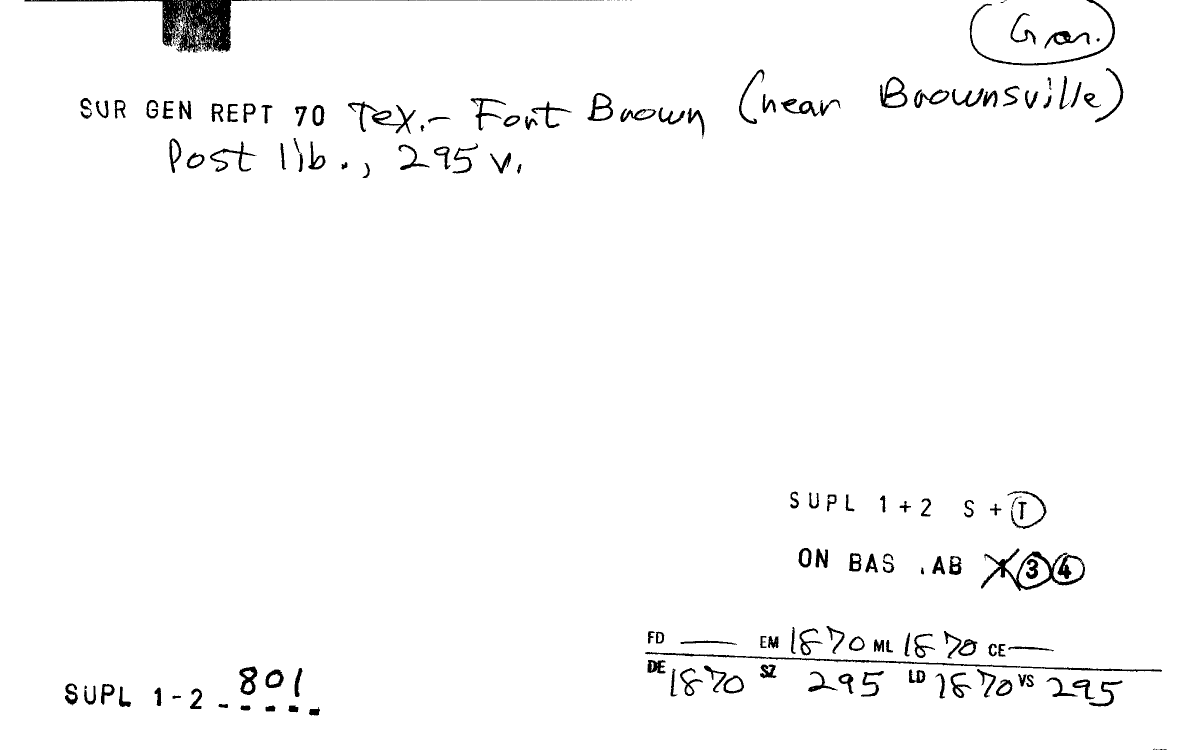 Gar.
SUR GEN REPT 70 Tex.- Fort Brown (near Brownsville)
Post lib., 295 v.
SUPL 1+2 S+T
ON BAS .AB 3 4
FD — EM 1870 ML 1870 CE —
DE 1870 SZ 295 LD 1870 VS 295
SUPL 1-2 801